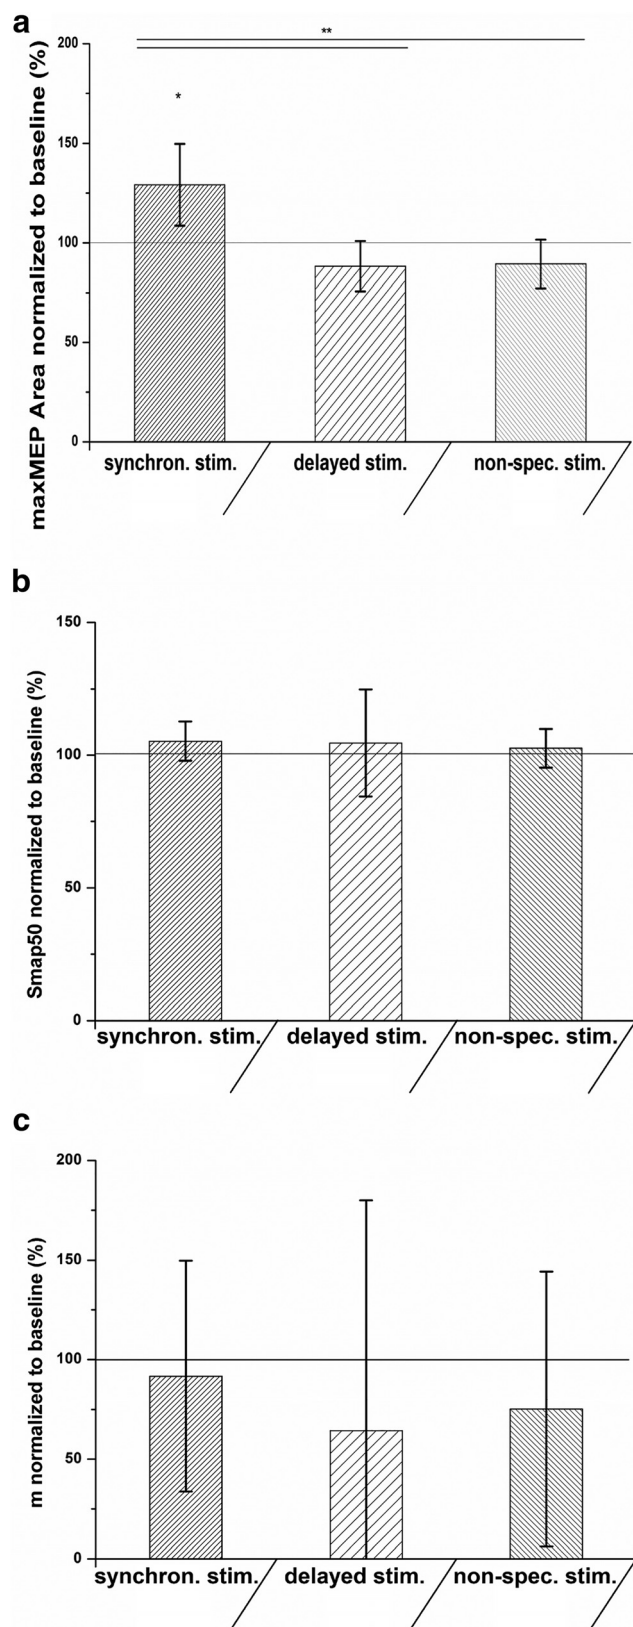 a
maxMEP Area normalized to baseline (%)
200
150
100
50
0
**
*
synchron. stim.
delayed stim.
non-spec. stim.
b
Smap50 normalized to baseline (%)
150
100
50
0
synchron. stim.
delayed stim.
non-spec. stim.
c
m normalized to baseline (%)
200
150
100
50
0
synchron. stim.
delayed stim.
non-spec. stim.